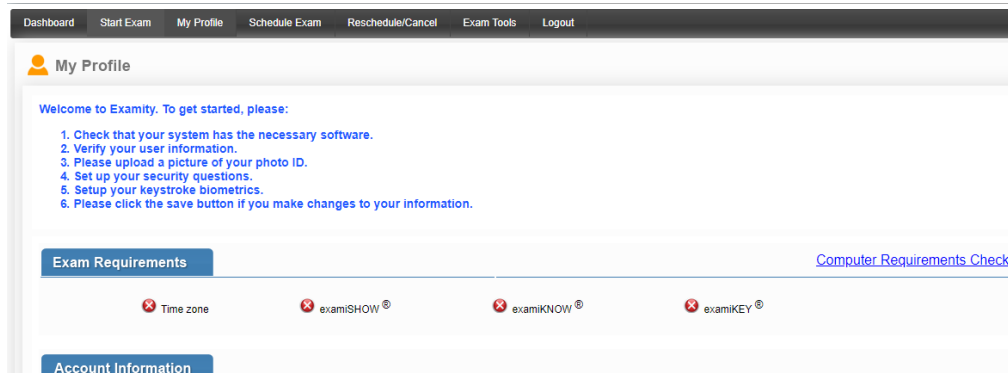 Dashboard Start Exam My Profile Schedule Exam Reschedule/Cancel Exam Tools Logout
My Profile
Welcome to Examity. To get started, please:
1. Check that your system has the necessary software.
2. Verify your user information.
3. Please upload a picture of your photo ID.
4. Set up your security questions.
5. Setup your keystroke biometrics.
6. Please click the save button if you make changes to your information.
Exam Requirements Computer Requirements Check
Time zone examiSHOW ® examiKNOW ® examiKEY ®
Account Information